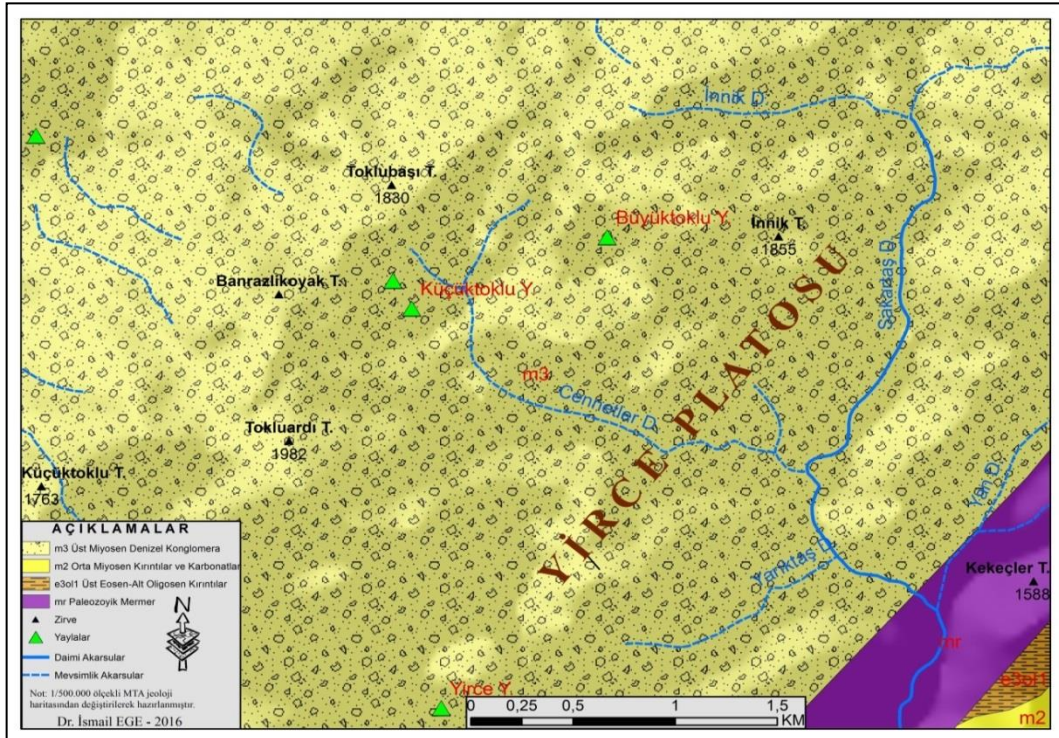 İnnik D.
Toklubaşı T.
1830
Büyüktoklu Y.
İnnik T.
1855
Sakartaş D.
Banrazlıkoyak T.
Küçüktoklu Y.
m3
Cennetler D.
YİRCE PLATOSU
Tokluardı T.
1982
Küçüktoklu T.
1763
Yarıktaş D.
Yan D.
Kekeçler T.
1588
mr
e3ol1
m2
Yirce Y.
AÇIKLAMALAR
m3 Üst Miyosen Denizel Konglomera
m2 Orta Miyosen Kırıntılar ve Karbonatlar
e3ol1 Üst Eosen-Alt Oligosen Kırıntılar
mr Paleozoyik Mermer
Zirve
Yaylalar
Daimi Akarsular
Mevsimlik Akarsular
N
Not: 1/500.000 ölçekli MTA jeoloji
haritasından değiştirilerek hazırlanmıştır.
Dr. İsmail EGE - 2016
0 0,25 0,5 1 1,5
KM